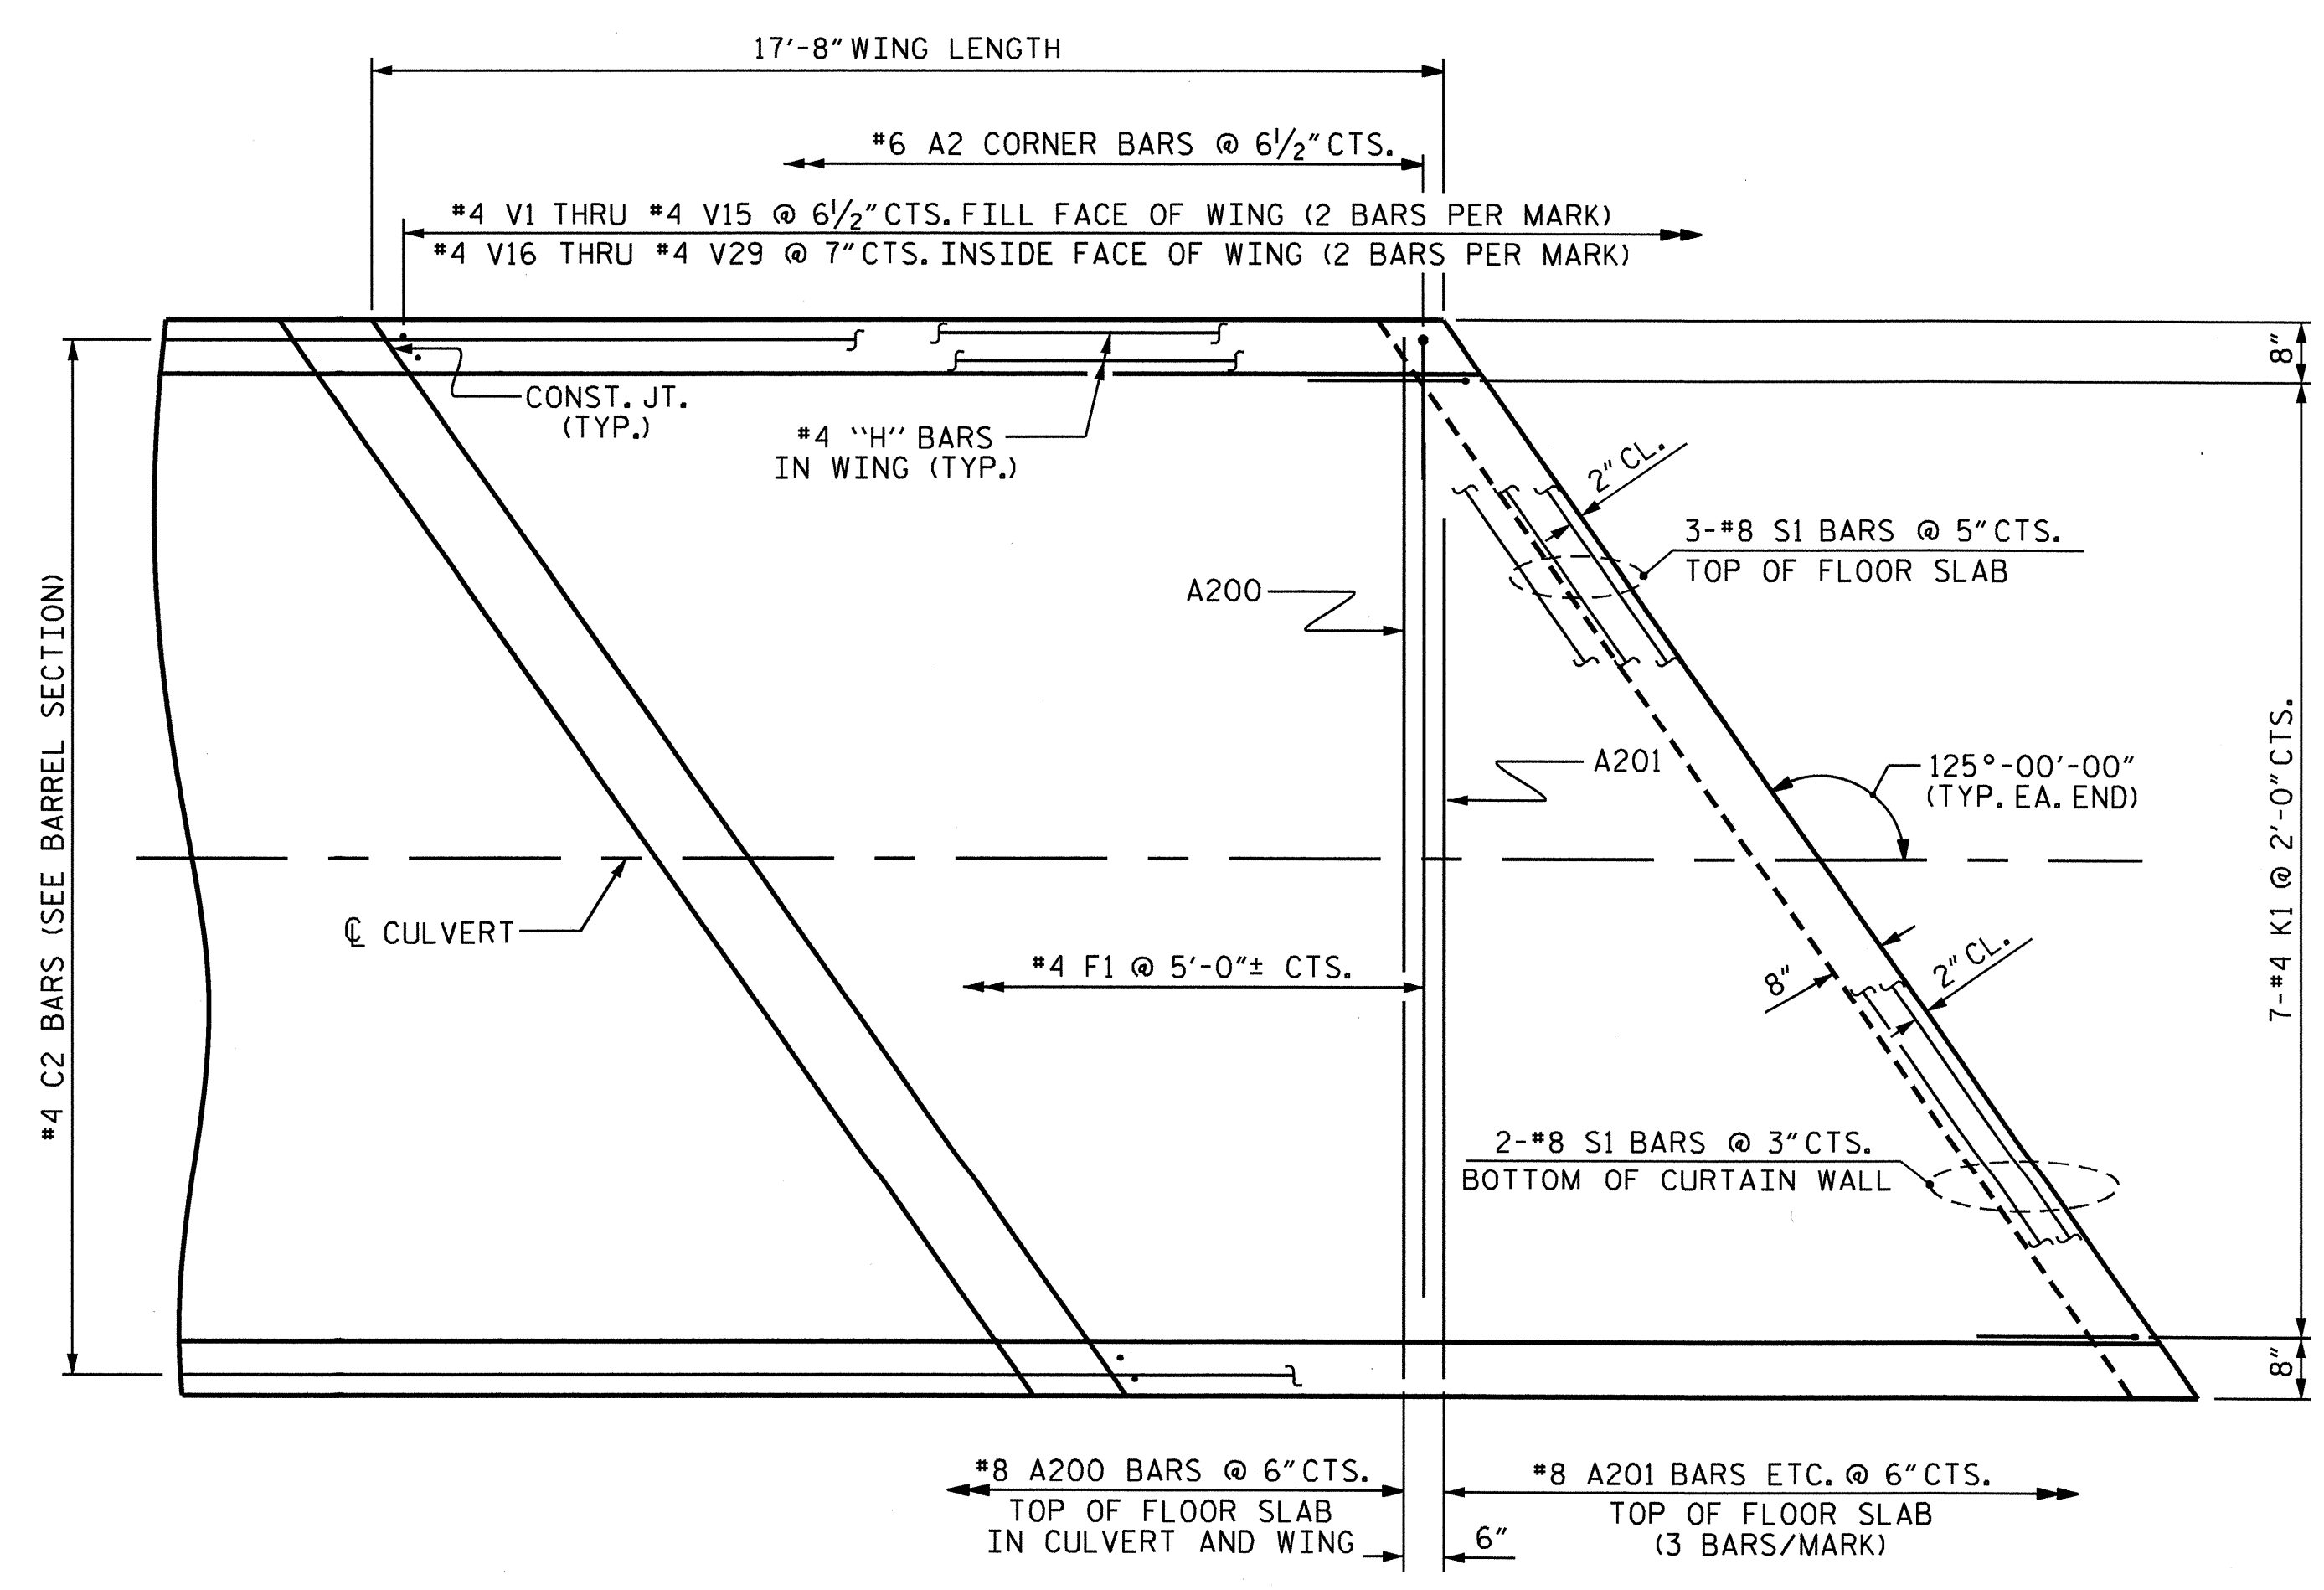 17'-8" WING LENGTH
#6 A2 CORNER BARS @ 6 1/2" CTS.
#4 V1 THRU #4 V15 @ 6 1/2" CTS. FILL FACE OF WING (2 BARS PER MARK)
#4 V16 THRU #4 V29 @ 7" CTS. INSIDE FACE OF WING (2 BARS PER MARK)
8"
CONST. JT.
(TYP.)
#4 "H" BARS
IN WING (TYP.)
2" CL.
3-#8 S1 BARS @ 5" CTS.
TOP OF FLOOR SLAB
A200
#4 C2 BARS (SEE BARREL SECTION)
A201
125°-00'-00"
(TYP. EA. END)
7-#4 K1 @ 2'-0" CTS.
℄ CULVERT
#4 F1 @ 5'-0"± CTS.
8"
2" CL.
2-#8 S1 BARS @ 3" CTS.
BOTTOM OF CURTAIN WALL
8"
#8 A200 BARS @ 6" CTS.
TOP OF FLOOR SLAB
IN CULVERT AND WING
6"
#8 A201 BARS ETC. @ 6" CTS.
TOP OF FLOOR SLAB
(3 BARS/MARK)